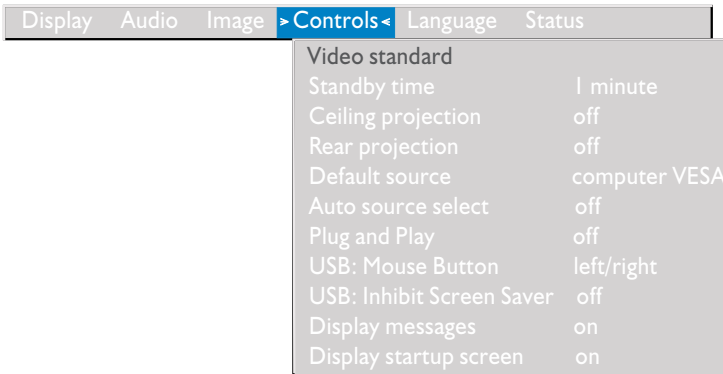 Display Audio Image >Controls< Language Status
Video standard
Standby time 1 minute
Ceiling projection off
Rear projection off
Default source computer VESA
Auto source select off
Plug and Play off
USB: Mouse Button left/right
USB: Inhibit Screen Saver off
Display messages on
Display startup screen on